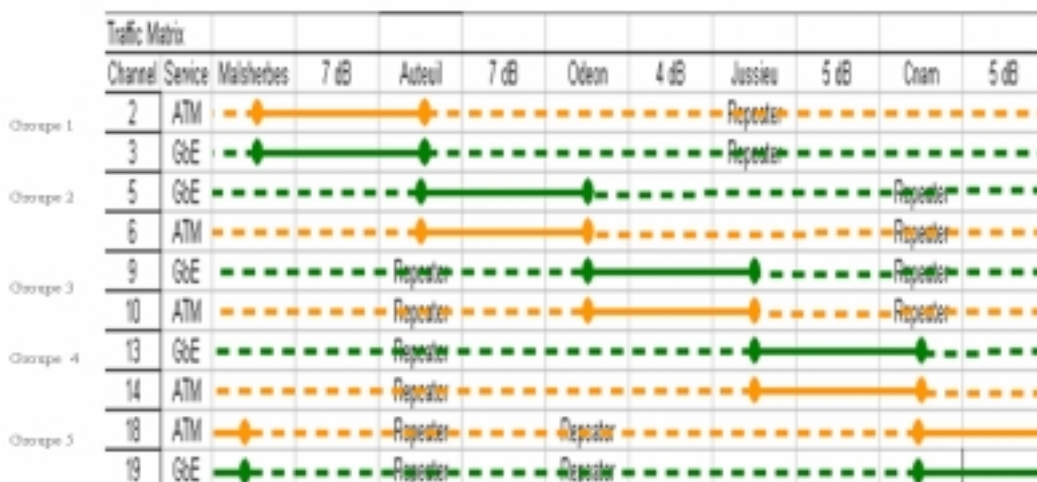 Traffic Matrix
Channel Service Malsherbes 7 dB Auteuil 7 dB Odeon 4 dB Jussieu 5 dB Cnam 5 dB
Groupe 1
2 ATM Repeater
3 GbE Repeater
Groupe 2
5 GbE Repeater
6 ATM Repeater
Groupe 3
9 GbE Repeater Repeater
10 ATM Repeater Repeater
Groupe 4
13 GbE Repeater
14 ATM Repeater
Groupe 5
18 ATM Repeater Repeater
19 GbE Repeater Repeater